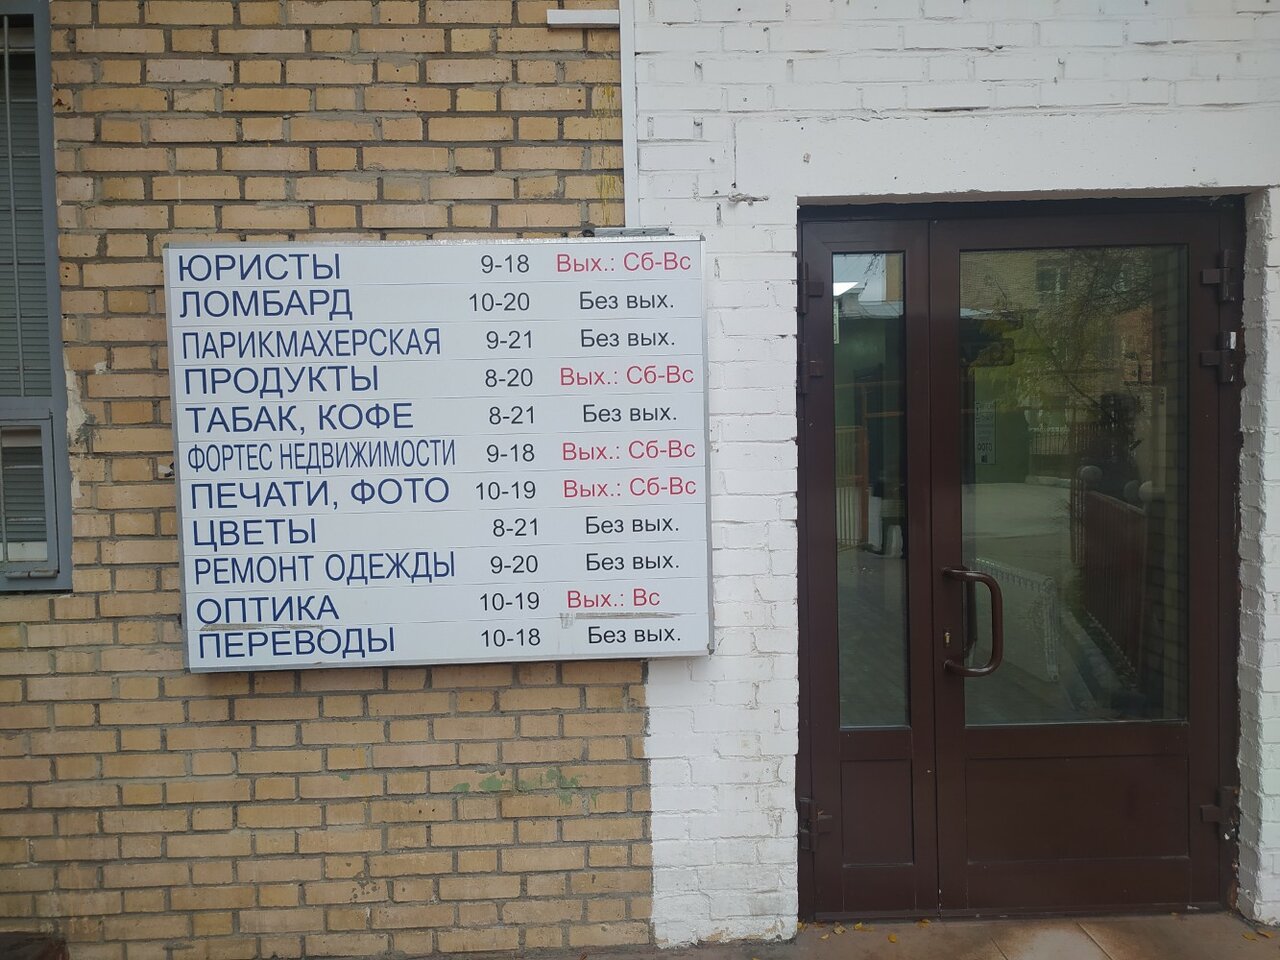 ЮРИСТЫ 9-18 Вых.: Сб-Вс
ЛОМБАРД 10-20 Без вых.
ПАРИКМАХЕРСКАЯ 9-21 Без вых.
ПРОДУКТЫ 8-20 Вых.: Сб-Вс
ТАБАК, КОФЕ 8-21 Без вых.
ФОРТЕС НЕДВИЖИМОСТИ 9-18 Вых.: Сб-Вс
ПЕЧАТИ, ФОТО 10-19 Вых.: Сб-Вс
ЦВЕТЫ 8-21 Без вых.
РЕМОНТ ОДЕЖДЫ 9-20 Без вых.
ОПТИКА 10-19 Вых.: Вс
ПЕРЕВОДЫ 10-18 Без вых.